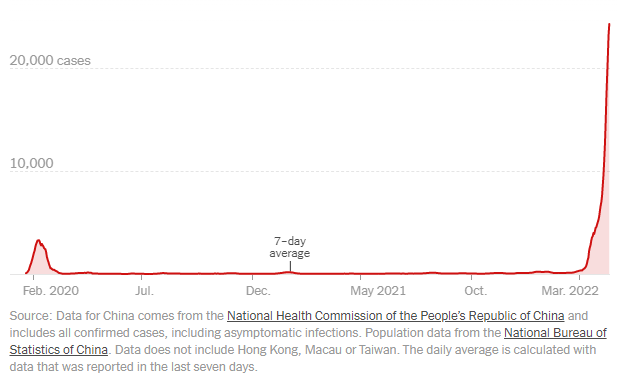 20,000 cases
10,000
7–day
average
Feb. 2020 Jul. Dec. May 2021 Oct. Mar. 2022
Source: Data for China comes from the National Health Commission of the People's Republic of China and
includes all confirmed cases, including asymptomatic infections. Population data from the National Bureau of
Statistics of China. Data does not include Hong Kong, Macau or Taiwan. The daily average is calculated with
data that was reported in the last seven days.